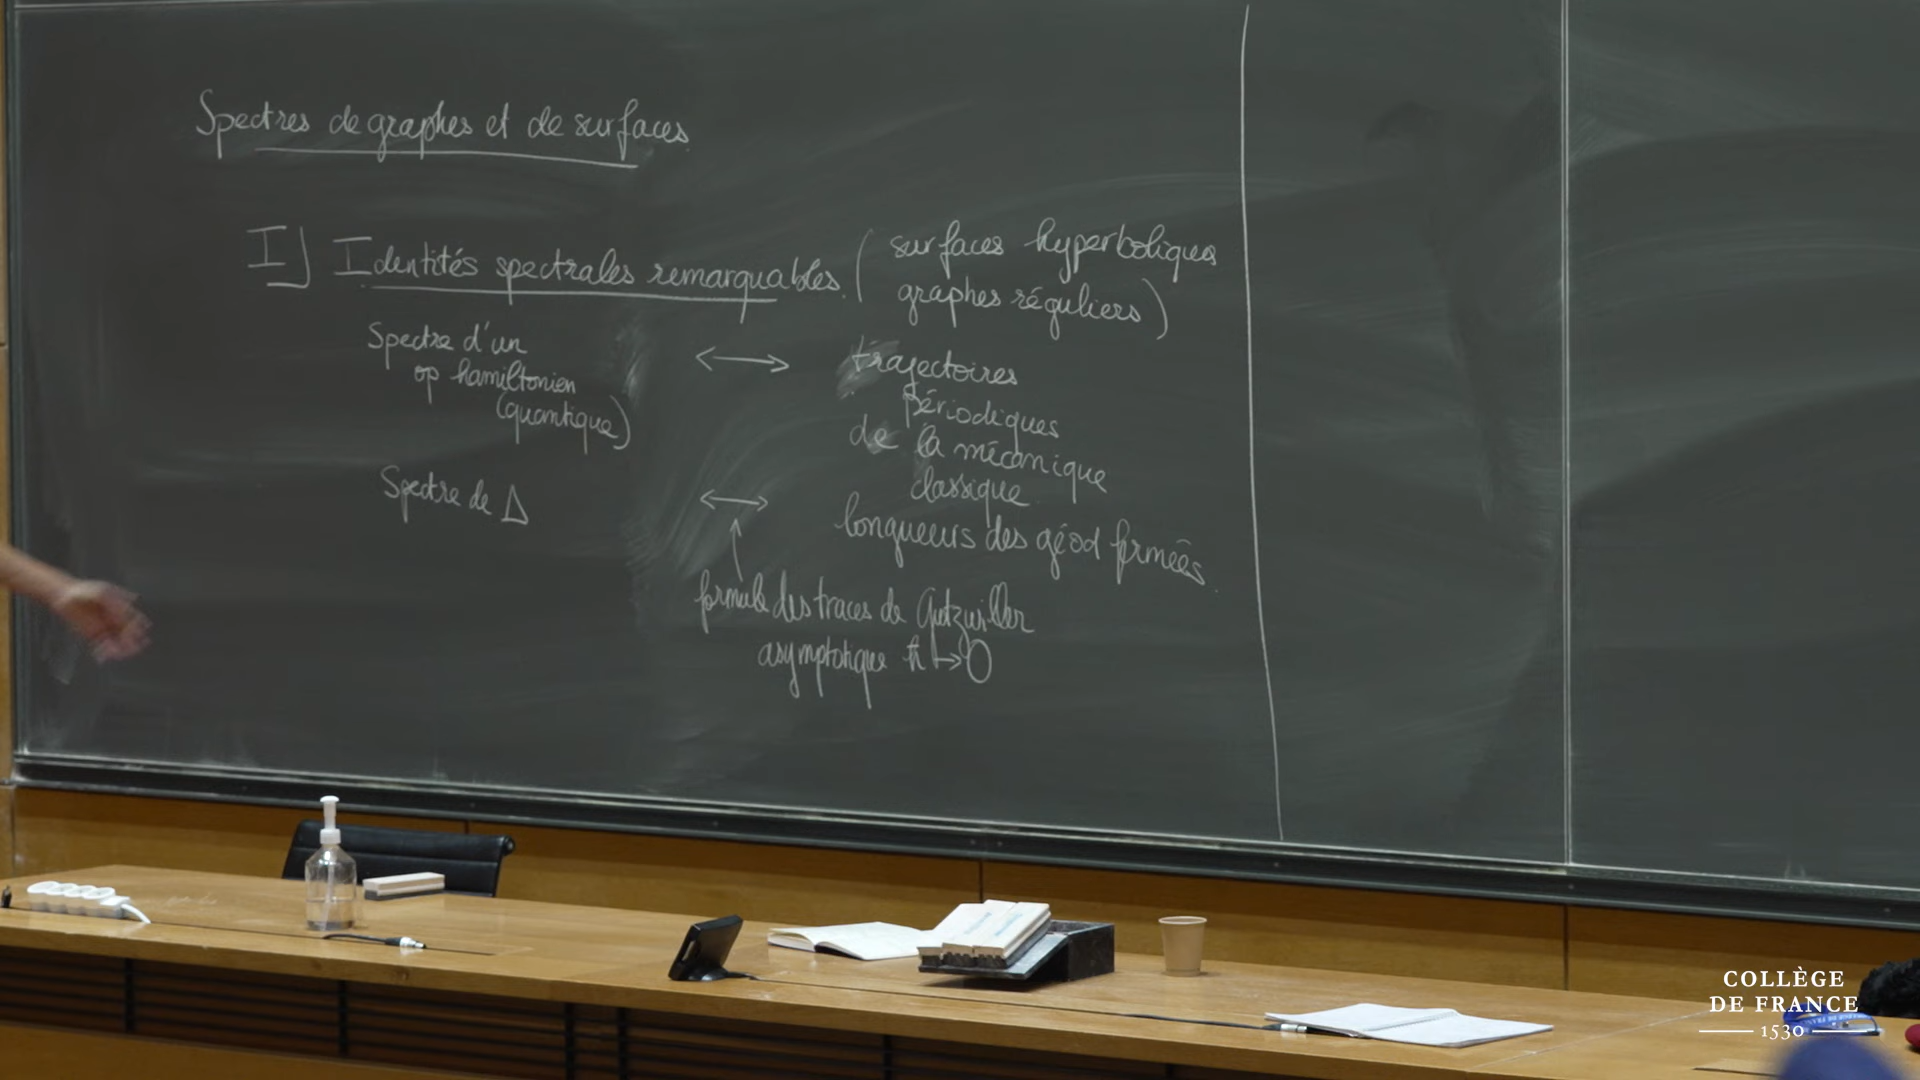 Spectres de graphes et de surfaces
I] Identités spectrales remarquables. (surfaces hyperboliques
graphes réguliers)
Spectre d'un
op hamiltonien
(quantique)
⟷
trajectoires
périodiques
de la mécanique
classique
Spectre de Δ
⟷
longueurs des géod fermées.
↑
formule des traces de Gutzwiller
asymptotique ħ ↦ 0
COLLÈGE
DE FRANCE
1530